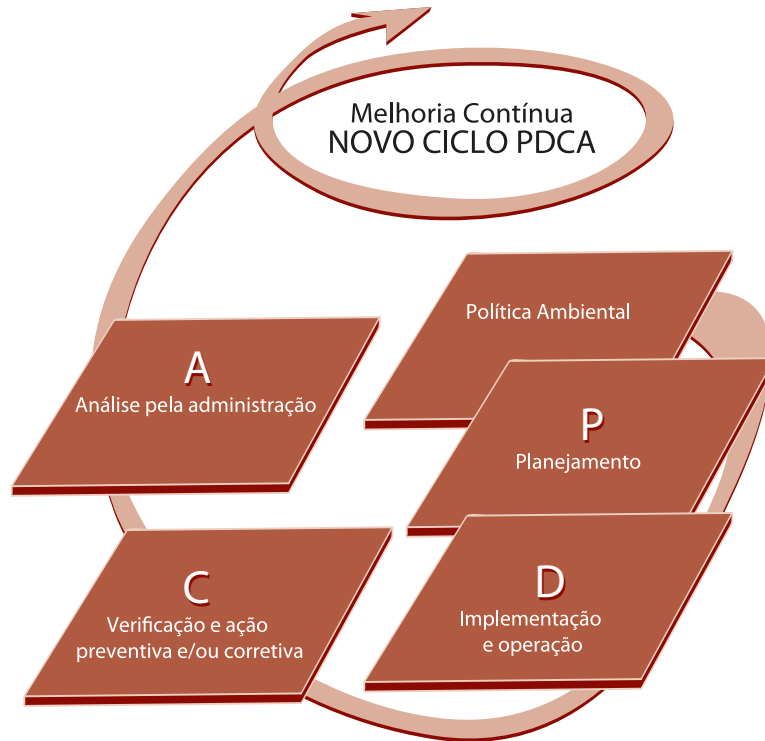 Melhoria Contínua
NOVO CICLO PDCA
Política Ambiental
P
Planejamento
D
Implementação
e operação
C
Verificação e ação
preventiva e/ou corretiva
A
Análise pela administração